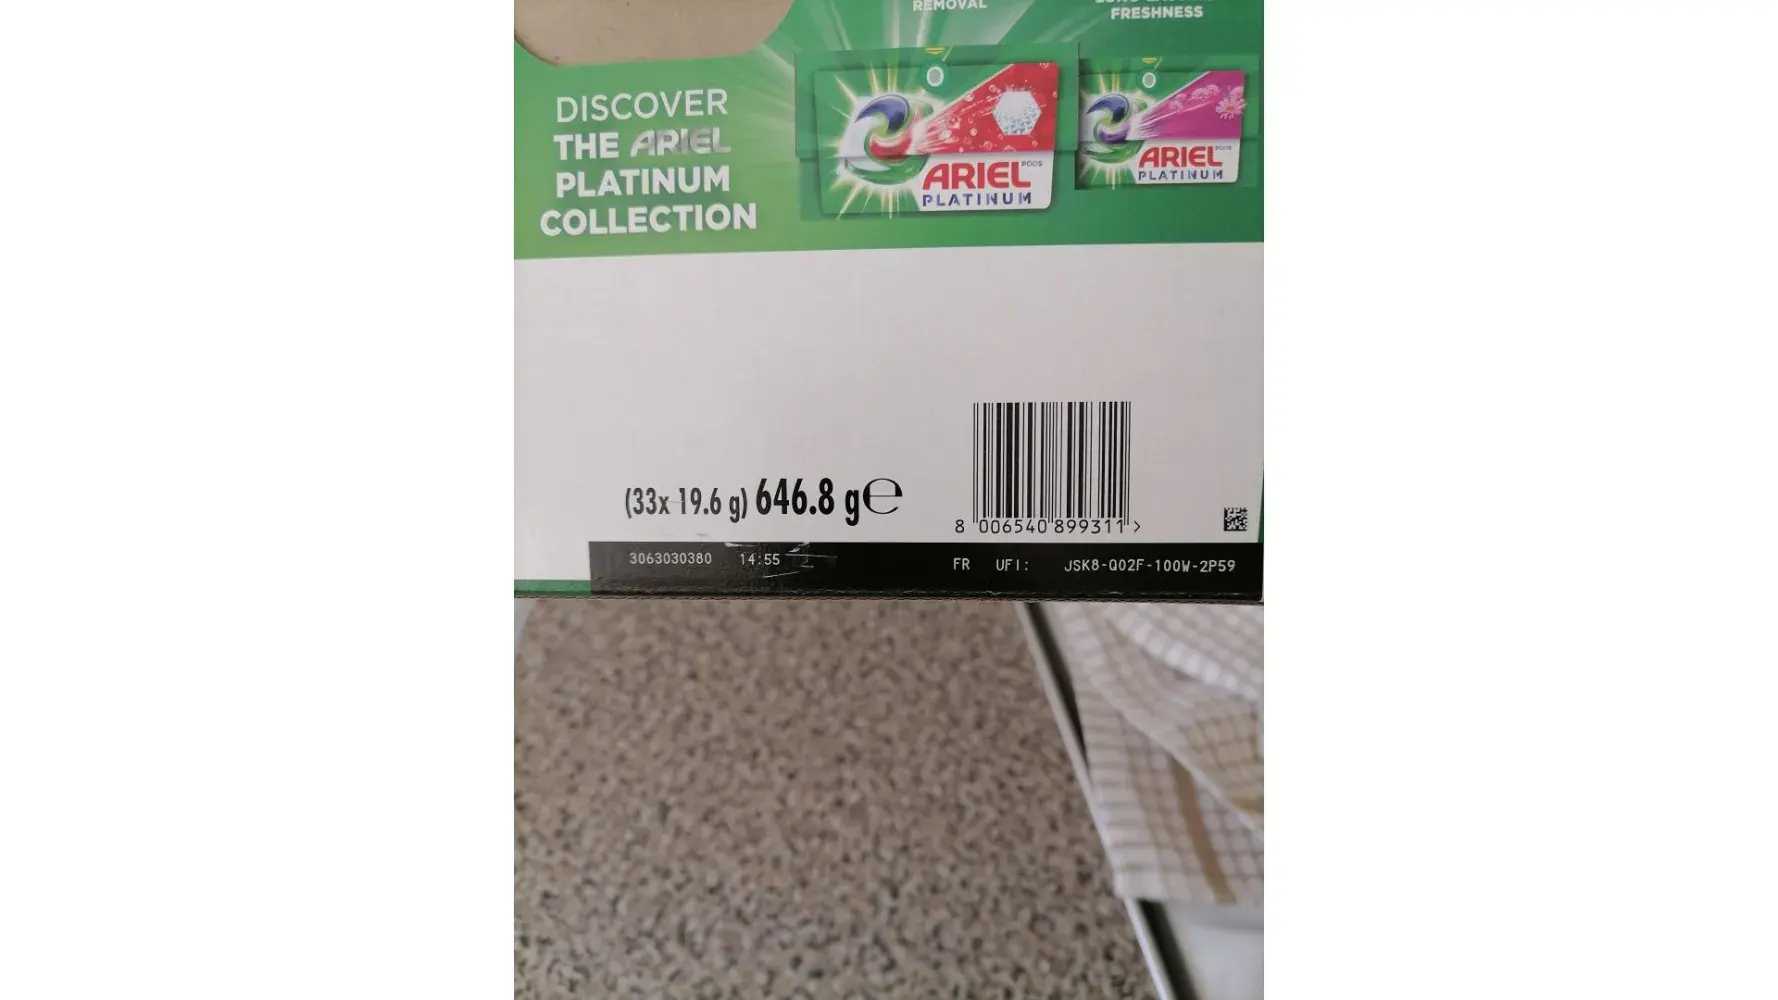 REMOVAL
FRESHNESS
DISCOVER
THE ARIEL
PLATINUM
COLLECTION
ARIEL PODS
PLATINUM
ARIEL PODS
PLATINUM
(33x 19.6 g) 646.8 g℮
8 006540 899311 >
3063030380 14:55
FR UFI: JSK8-Q02F-100W-2P59